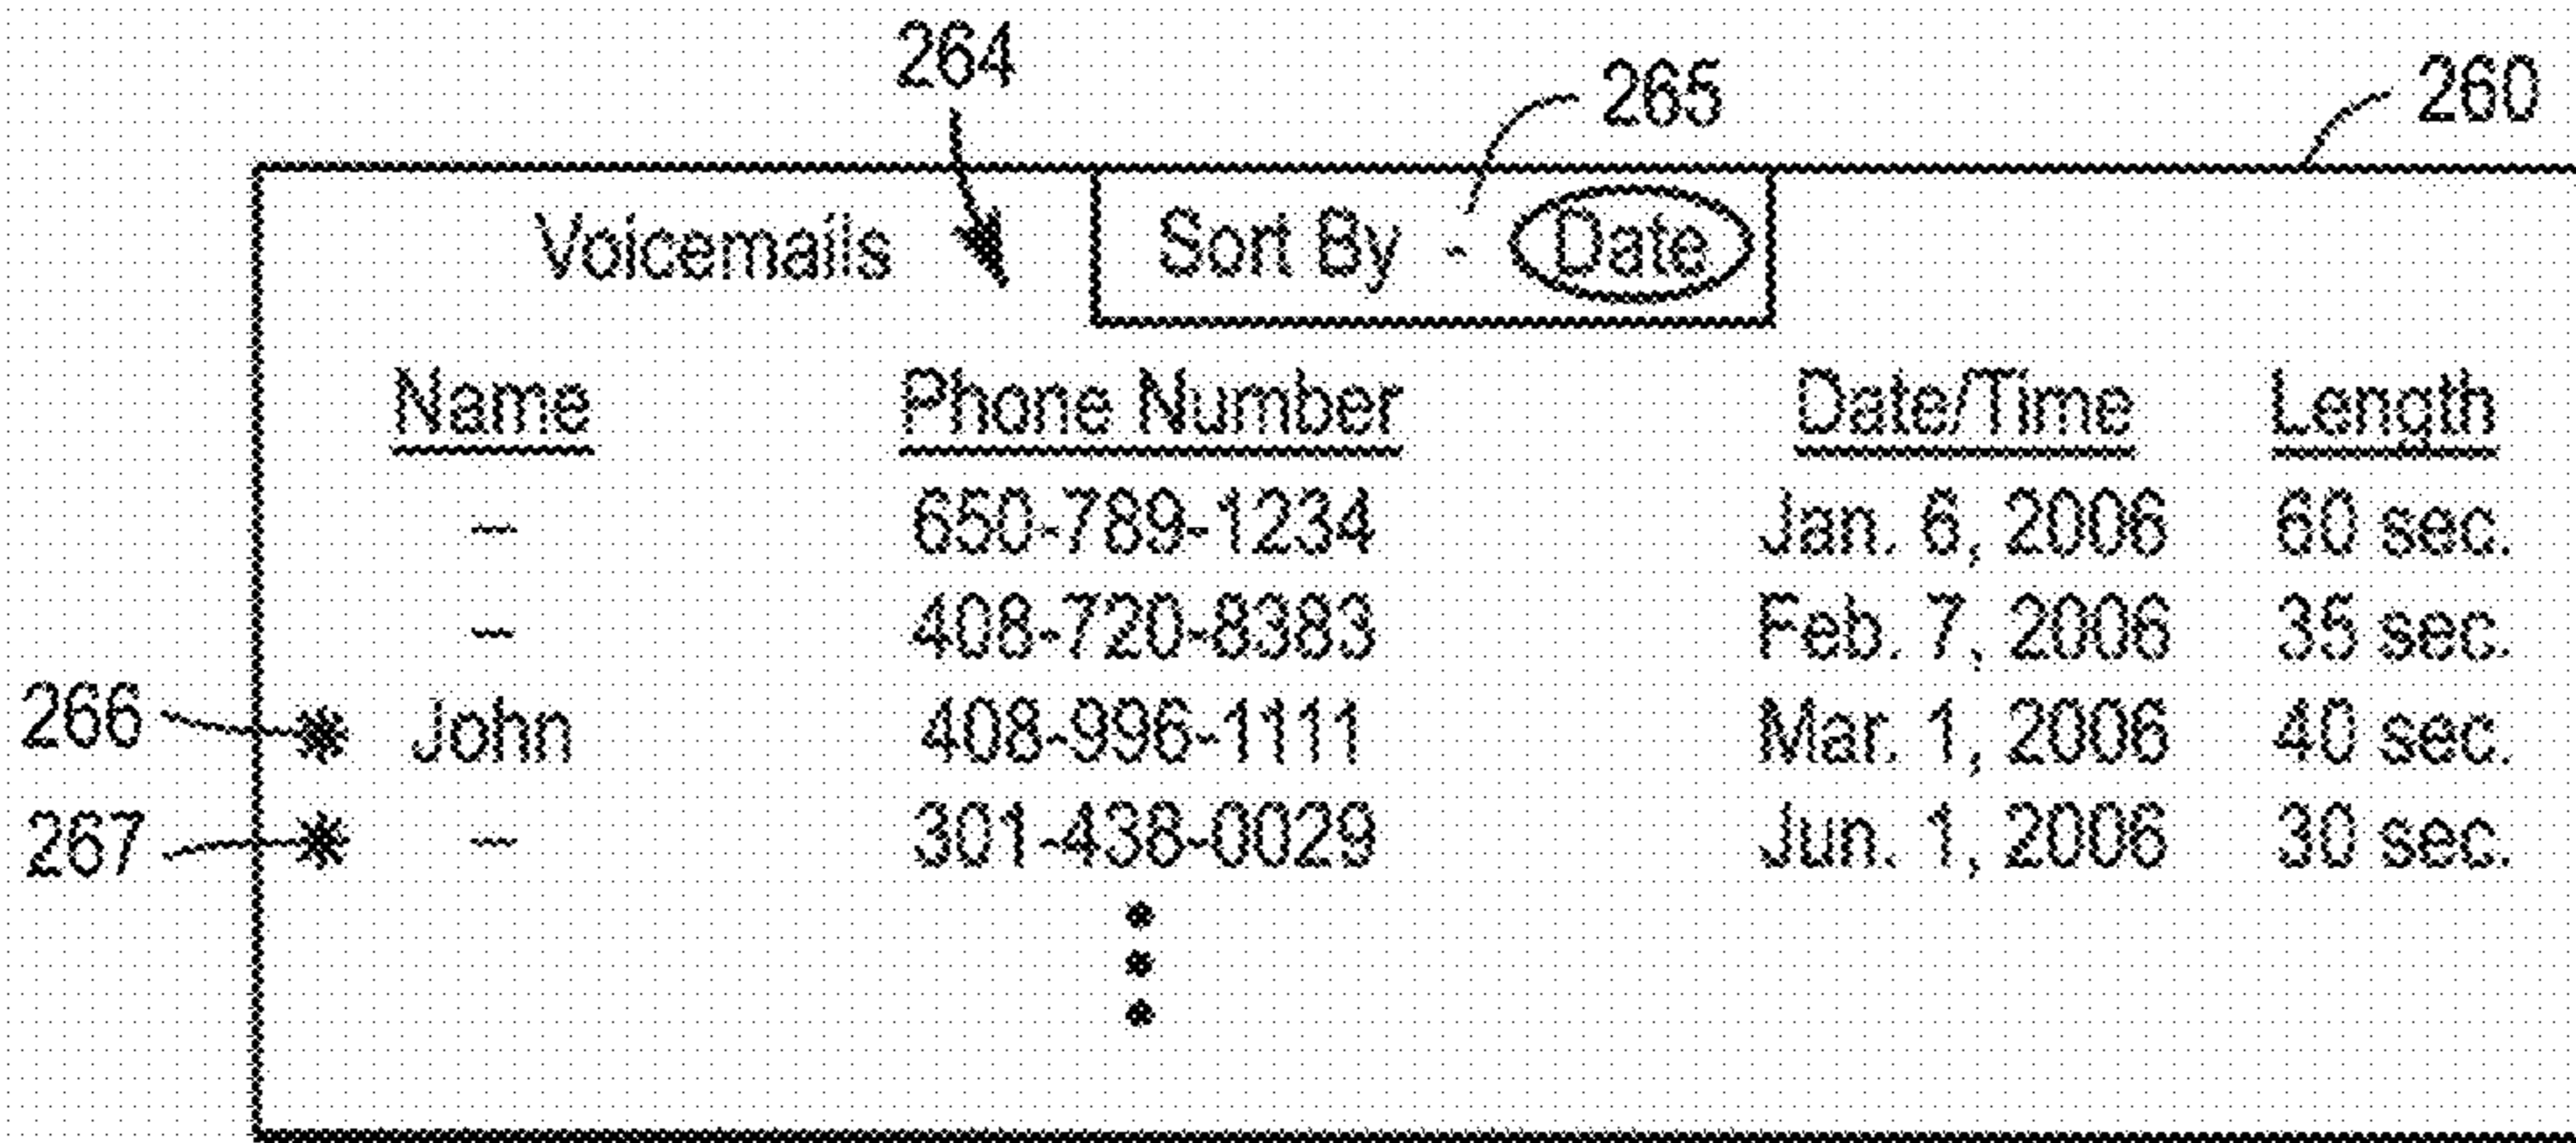 264 265 260
Voicemails Sort By - Date
Name Phone Number Date/Time Length
- 650-789-1234 Jan. 6, 2006 60 sec.
- 408-720-8383 Feb. 7, 2006 35 sec.
266 * John 408-996-1111 Mar. 1, 2006 40 sec.
267 * - 301-438-0029 Jun. 1, 2006 30 sec.